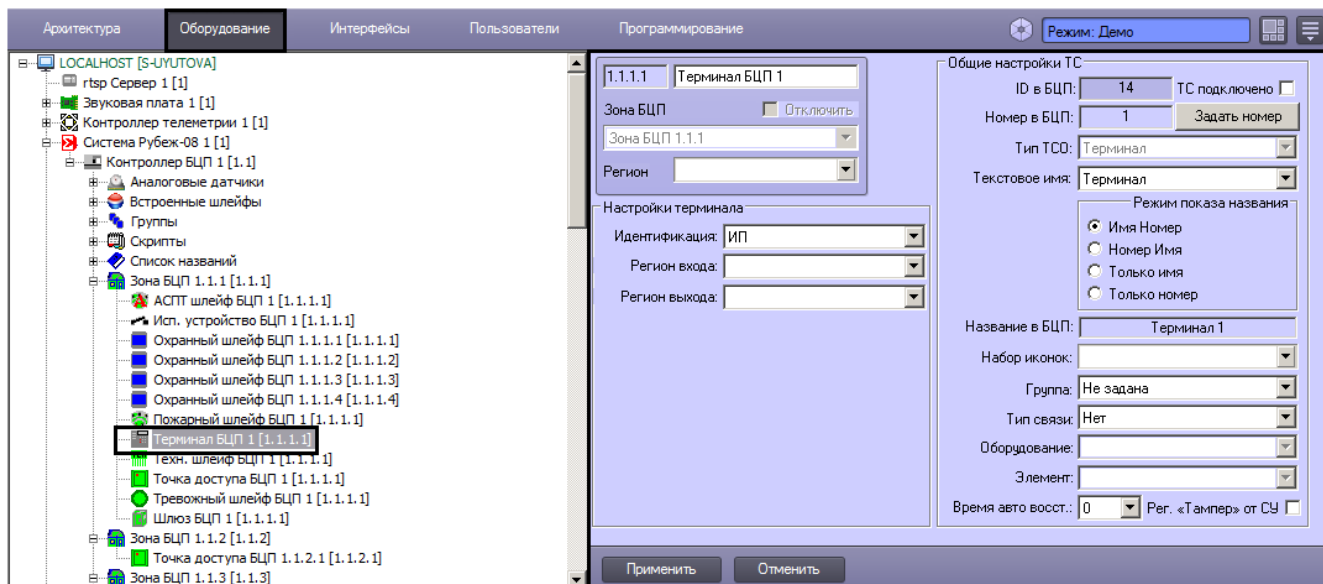 Архитектура Оборудование Интерфейсы Пользователи Программирование Режим: Демо
LOCALHOST [S-UYUTOVA]
rtsp Сервер 1 [1]
Звуковая плата 1 [1]
Контроллер телеметрии 1 [1]
Система Рубеж-08 1 [1]
Контроллер БЦП 1 [1.1]
Аналоговые датчики
Встроенные шлейфы
Группы
Скрипты
Список названий
Зона БЦП 1.1.1 [1.1.1]
АСПТ шлейф БЦП 1 [1.1.1.1]
Исп. устройство БЦП 1 [1.1.1.1]
Охранный шлейф БЦП 1.1.1.1 [1.1.1.1]
Охранный шлейф БЦП 1.1.1.2 [1.1.1.2]
Охранный шлейф БЦП 1.1.1.3 [1.1.1.3]
Охранный шлейф БЦП 1.1.1.4 [1.1.1.4]
Пожарный шлейф БЦП 1 [1.1.1.1]
Терминал БЦП 1 [1.1.1.1]
Техн. шлейф БЦП 1 [1.1.1.1]
Точка доступа БЦП 1 [1.1.1.1]
Тревожный шлейф БЦП 1 [1.1.1.1]
Шлюз БЦП 1 [1.1.1.1]
Зона БЦП 1.1.2 [1.1.2]
Точка доступа БЦП 1.1.2.1 [1.1.2.1]
Зона БЦП 1.1.3 [1.1.3]
1.1.1.1 Терминал БЦП 1
Зона БЦП Отключить
Зона БЦП 1.1.1
Регион
Настройки терминала
Идентификация: ИП
Регион входа:
Регион выхода:
Общие настройки ТС
ID в БЦП: 14 ТС подключено
Номер в БЦП: 1 Задать номер
Тип ТСО: Терминал
Текстовое имя: Терминал
Режим показа названия
Имя Номер
Номер Имя
Только имя
Только номер
Название в БЦП: Терминал 1
Набор иконок:
Группа: Не задана
Тип связи: Нет
Оборудование:
Элемент:
Время авто восст.: 0 Рег. «Тампер» от СУ
Применить Отменить